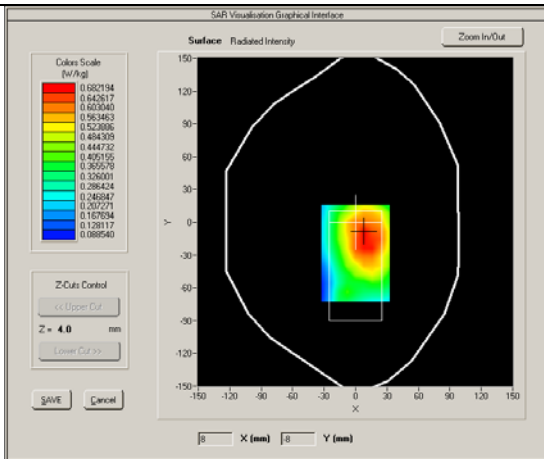 SAR Visualisation Graphical Interface
Surface Radiated Intensity
Zoom In/Out
Colors Scale
(W/kg)
0.682194
0.642617
0.603040
0.563463
0.523886
0.484309
0.444732
0.405155
0.365578
0.326001
0.286424
0.246847
0.207271
0.167694
0.128117
0.088540
Z-Cuts Control
<< Upper Cut
Z = 4.0 mm
Lower Cut >>
SAVE Cancel
150-
120-
90-
60-
30-
0-
-30-
-60-
-90-
-120-
-150-
Y
-150 -120 -90 -60 -30 0 30 60 90 120 150
X
8 X (mm) -8 Y (mm)